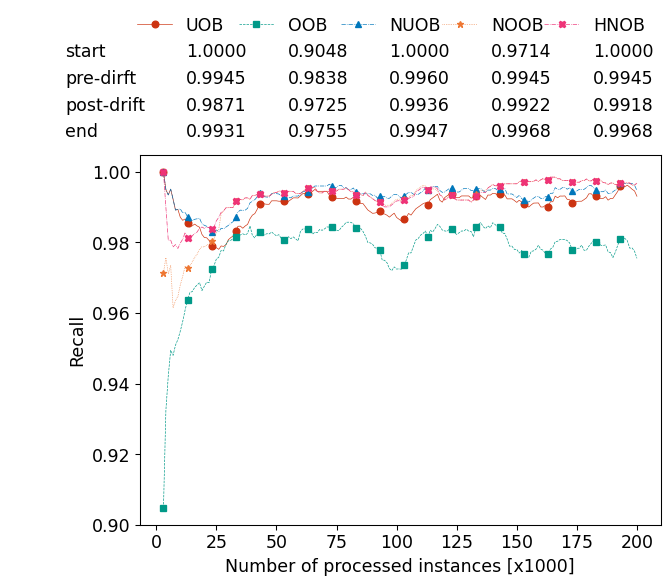 UOB OOB NUOB NOOB HNOB
start 1.0000 0.9048 1.0000 0.9714 1.0000
pre-dirft 0.9945 0.9838 0.9960 0.9945 0.9945
post-drift 0.9871 0.9725 0.9936 0.9922 0.9918
end 0.9931 0.9755 0.9947 0.9968 0.9968
1.00
0.98
0.96
0.94
0.92
0.90
Recall
0 25 50 75 100 125 150 175 200
Number of processed instances [x1000]